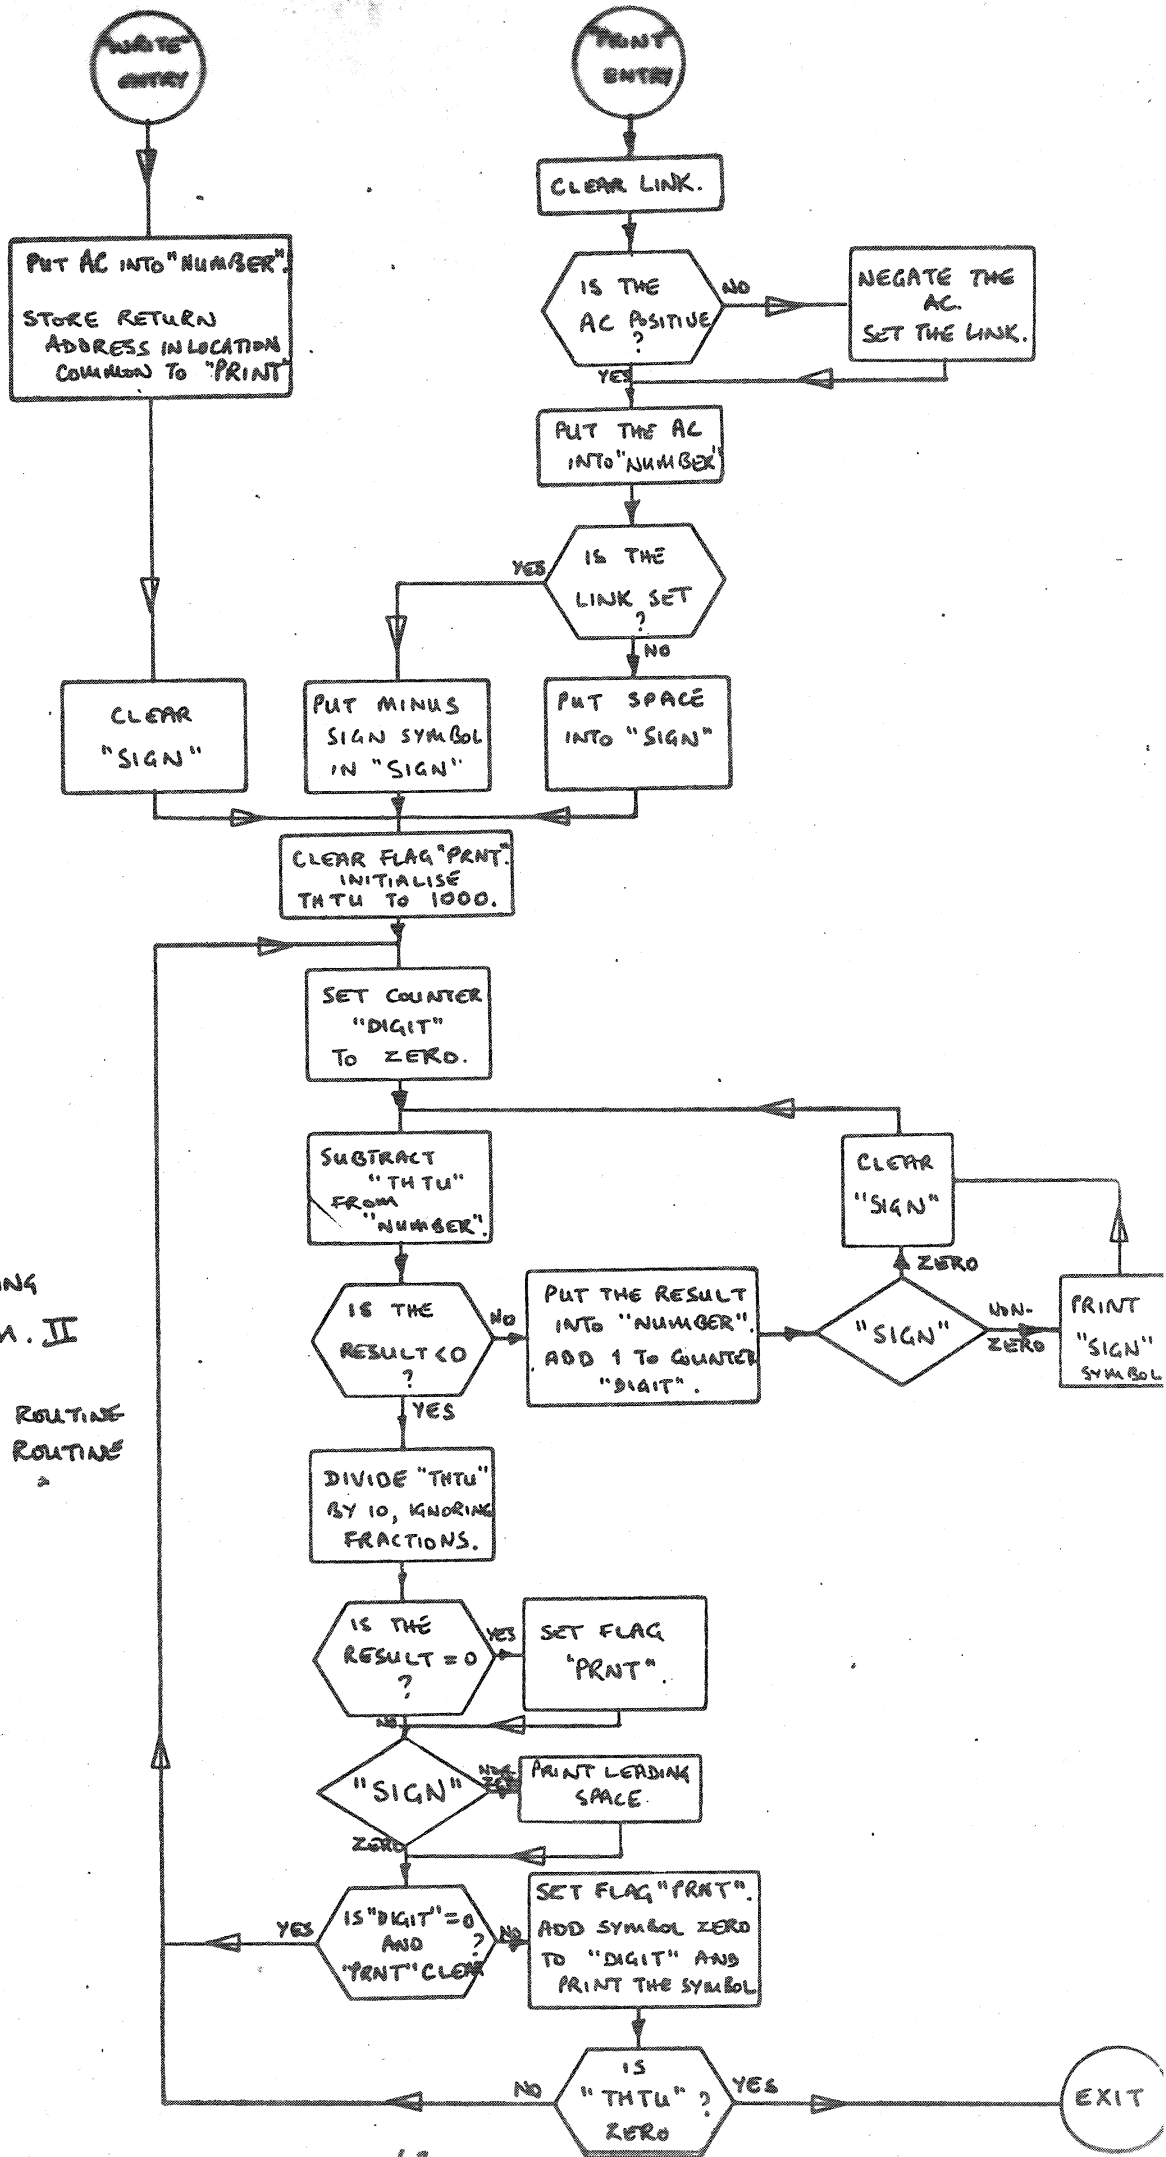 "WRITE"
ENTRY
"PRINT"
ENTRY
CLEAR LINK.
PUT AC INTO "NUMBER".
STORE RETURN
ADDRESS IN LOCATION
COMMON TO "PRINT"
IS THE
AC POSITIVE
?
NO
YES
NEGATE THE
AC.
SET THE LINK.
PUT THE AC
INTO "NUMBER"
IS THE
LINK SET
?
YES
NO
CLEAR
"SIGN"
PUT MINUS
SIGN SYMBOL
IN "SIGN"
PUT SPACE
INTO "SIGN"
CLEAR FLAG "PRNT".
INITIALISE
THTU TO 1000.
SET COUNTER
"DIGIT"
TO ZERO.
SUBTRACT
"THTU"
FROM
"NUMBER".
CLEAR
"SIGN"
IS THE
RESULT <0
?
NO
YES
PUT THE RESULT
INTO "NUMBER".
ADD 1 TO COUNTER
"DIGIT".
"SIGN"
ZERO
NON-
ZERO
PRINT
"SIGN"
SYMBOL
ING
II
ROUTINE
ROUTINE
DIVIDE "THTU"
BY 10, IGNORING
FRACTIONS.
IS THE
RESULT = 0
?
YES
NO
SET FLAG
"PRNT".
"SIGN"
NON-
ZERO
ZERO
PRINT LEADING
SPACE.
IS "DIGIT" = 0
AND ?
"PRNT" CLEAR
YES
NO
SET FLAG "PRNT".
ADD SYMBOL ZERO
TO "DIGIT" AND
PRINT THE SYMBOL
IS
"THTU" ?
ZERO
NO
YES
EXIT